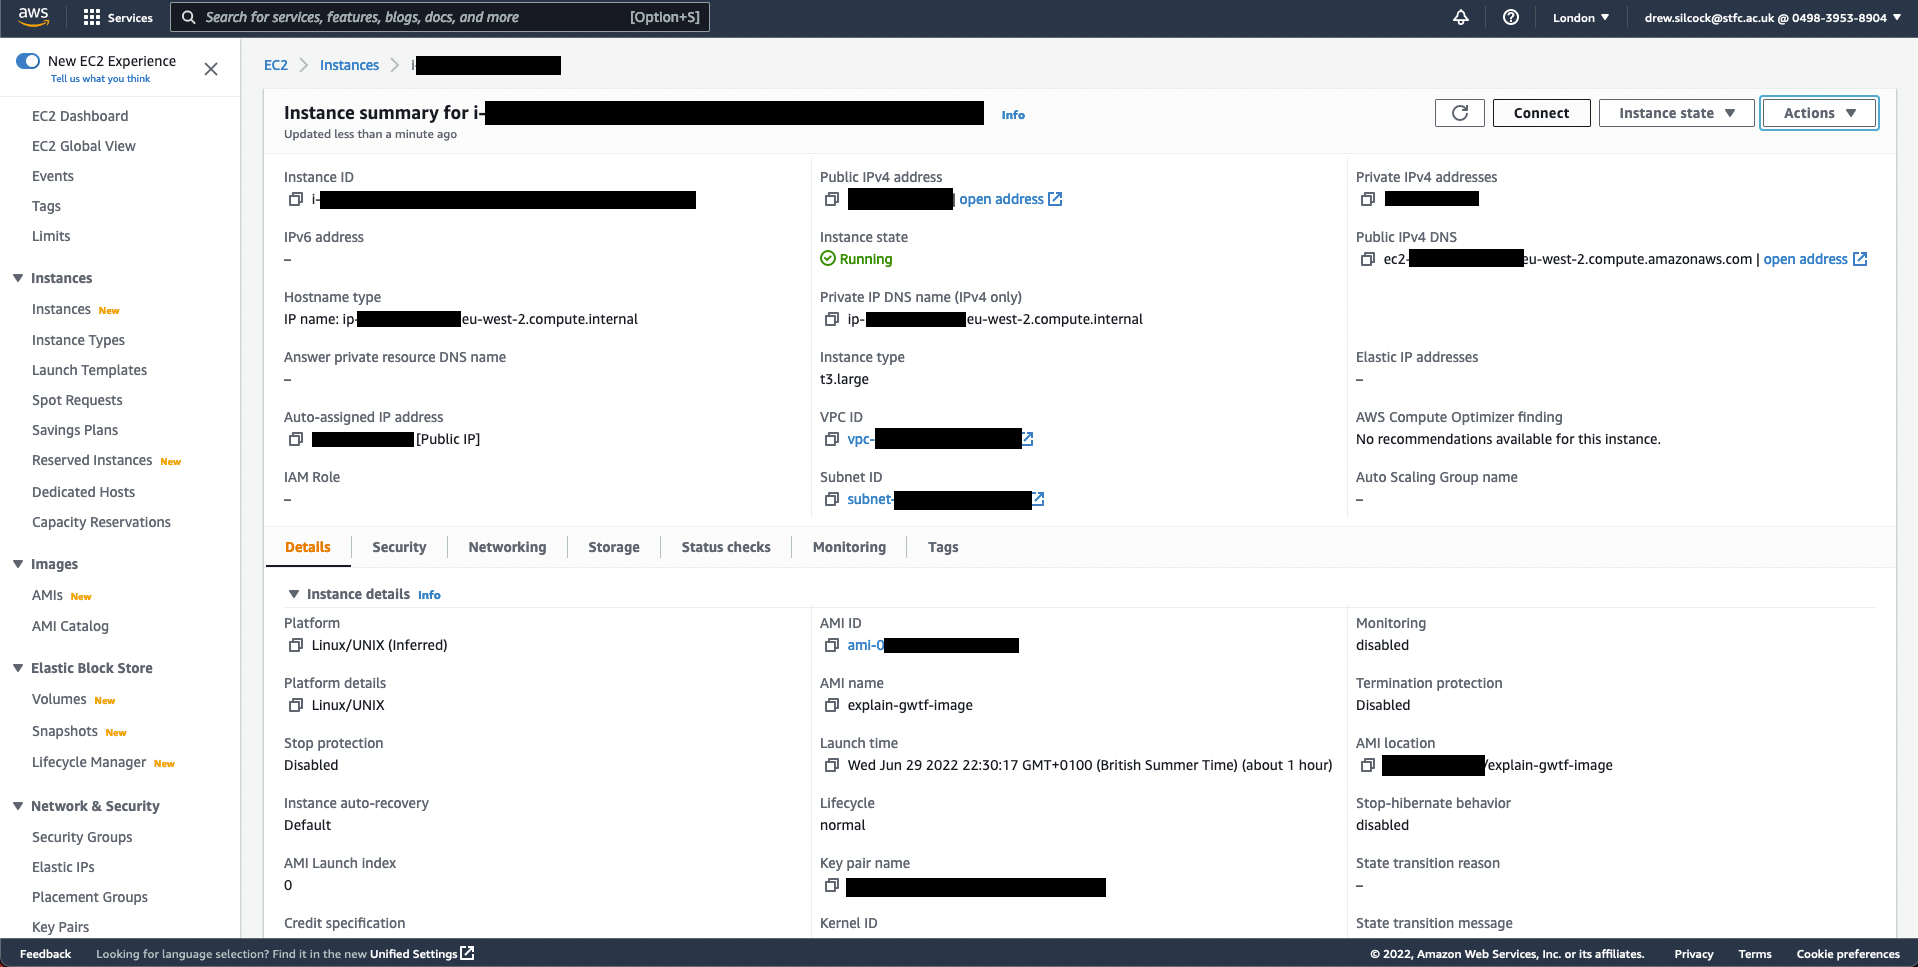 aws
Services
Search for services, features, blogs, docs, and more
[Option+S]
London ▼
drew.silcock@stfc.ac.uk @ 0498-3953-8904 ▼
New EC2 Experience
Tell us what you think
EC2 Dashboard
EC2 Global View
Events
Tags
Limits
Instances
Instances New
Instance Types
Launch Templates
Spot Requests
Savings Plans
Reserved Instances New
Dedicated Hosts
Capacity Reservations
Images
AMIs New
AMI Catalog
Elastic Block Store
Volumes New
Snapshots New
Lifecycle Manager New
Network & Security
Security Groups
Elastic IPs
Placement Groups
Key Pairs
EC2
Instances
i-
Instance summary for i-
Info
Updated less than a minute ago
Connect
Instance state ▼
Actions ▼
Instance ID
i-
IPv6 address
–
Hostname type
IP name: ip- eu-west-2.compute.internal
Answer private resource DNS name
–
Auto-assigned IP address
[Public IP]
IAM Role
–
Public IPv4 address
| open address
Instance state
Running
Private IP DNS name (IPv4 only)
ip- eu-west-2.compute.internal
Instance type
t3.large
VPC ID
vpc-
Subnet ID
subnet-
Private IPv4 addresses
Public IPv4 DNS
ec2- eu-west-2.compute.amazonaws.com | open address
Elastic IP addresses
–
AWS Compute Optimizer finding
No recommendations available for this instance.
Auto Scaling Group name
–
Details
Security
Networking
Storage
Status checks
Monitoring
Tags
Instance details Info
Platform
Linux/UNIX (Inferred)
Platform details
Linux/UNIX
Stop protection
Disabled
Instance auto-recovery
Default
AMI Launch index
0
Credit specification
AMI ID
ami-0
AMI name
explain-gwtf-image
Launch time
Wed Jun 29 2022 22:30:17 GMT+0100 (British Summer Time) (about 1 hour)
Lifecycle
normal
Key pair name
Kernel ID
Monitoring
disabled
Termination protection
Disabled
AMI location
/explain-gwtf-image
Stop-hibernate behavior
disabled
State transition reason
–
State transition message
Feedback
Looking for language selection? Find it in the new Unified Settings
© 2022, Amazon Web Services, Inc. or its affiliates.
Privacy
Terms
Cookie preferences